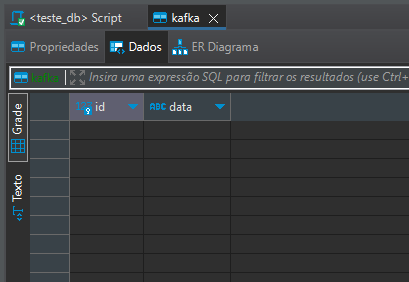 <teste_db> Script
kafka
Propriedades
Dados
ER Diagrama
kafka
Insira uma expressão SQL para filtrar os resultados (use Ctrl+
Grade
Texto
123
id
ABC
data